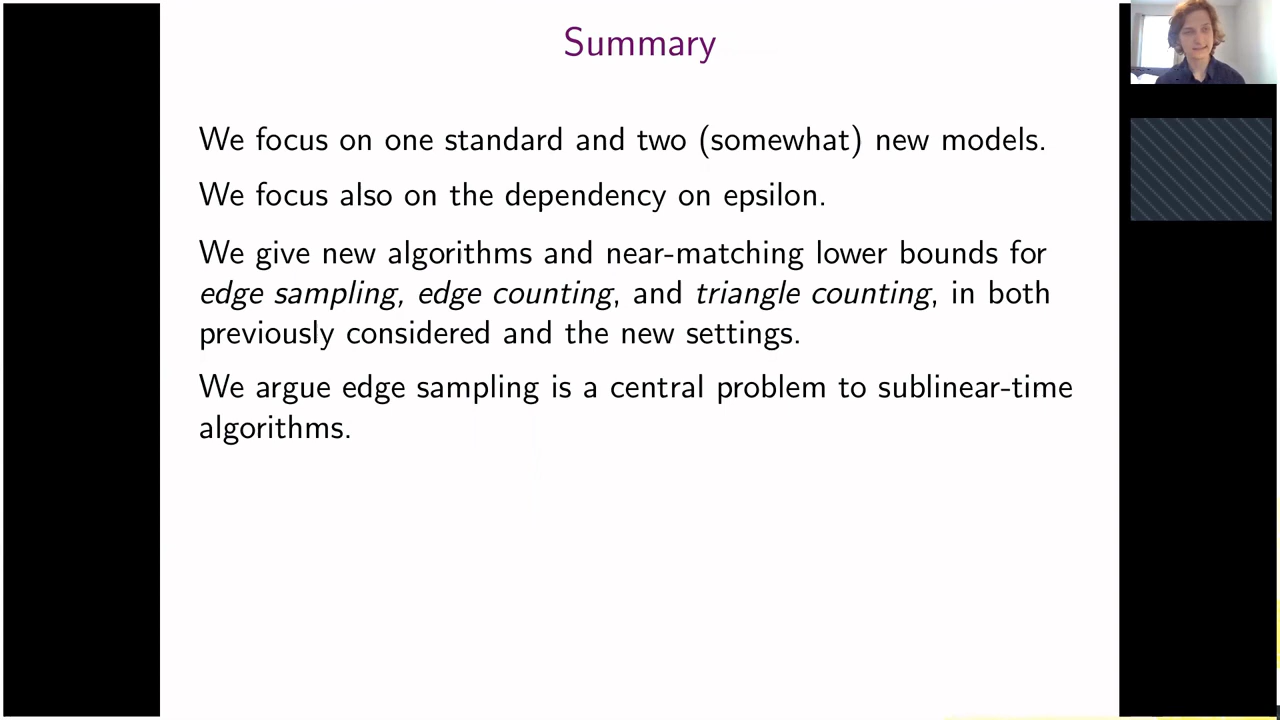 Summary
We focus on one standard and two (somewhat) new models.
We focus also on the dependency on epsilon.
We give new algorithms and near-matching lower bounds for
edge sampling, edge counting, and triangle counting, in both
previously considered and the new settings.
We argue edge sampling is a central problem to sublinear-time
algorithms.